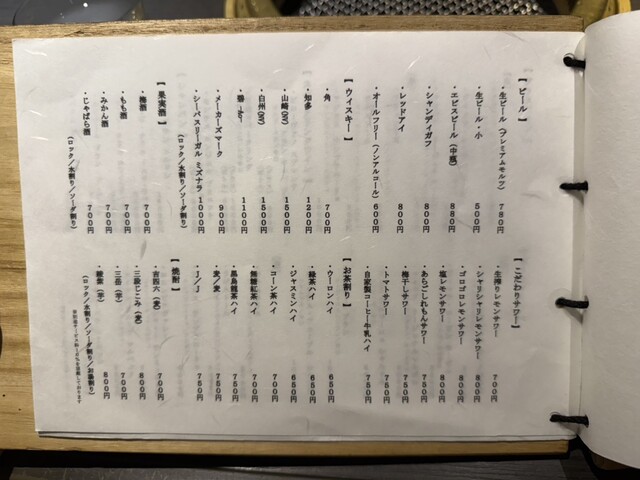 【ビール】
・生ビール（プレミアムモルツ） 780円
・生ビール・小 500円
・エビスビール（中瓶） 880円
・シャンディガフ 800円
・レッドアイ 800円
・オールフリー（ノンアルコール） 600円
【ウイスキー】
・角 700円
・知多 1200円
・山崎（NV） 1500円
・白州（NV） 1500円
・碧 -Ao- 1100円
・メーカーズマーク 900円
・シーバスリーガル ミズナラ 1000円
（ロック／水割り／ソーダ割り）
【果実酒】
・梅酒 700円
・もも酒 700円
・みかん酒 700円
・じゃばら酒 700円
（ロック／水割り／ソーダ割り）
【こだわりサワー】
・生搾りレモンサワー 700円
・シャリシャリレモンサワー 800円
・ゴロゴロレモンサワー 800円
・塩レモンサワー 800円
・あらごしれもんサワー 750円
・梅干しサワー 750円
・トマトサワー 750円
・自家製コーヒー牛乳ハイ 750円
【お茶割り】
・ウーロンハイ 650円
・緑茶ハイ 650円
・ジャスミンハイ 650円
・コーン茶ハイ 700円
・無糖紅茶ハイ 700円
・黒烏龍茶ハイ 750円
・麦／麦 750円
・J／J 750円
【焼酎】
・吉四六（麦） 700円
・三段じこみ（麦） 800円
・三岳（芋） 700円
（芋） 800円
（ロック／水割り／ソーダ割り／お湯割り）